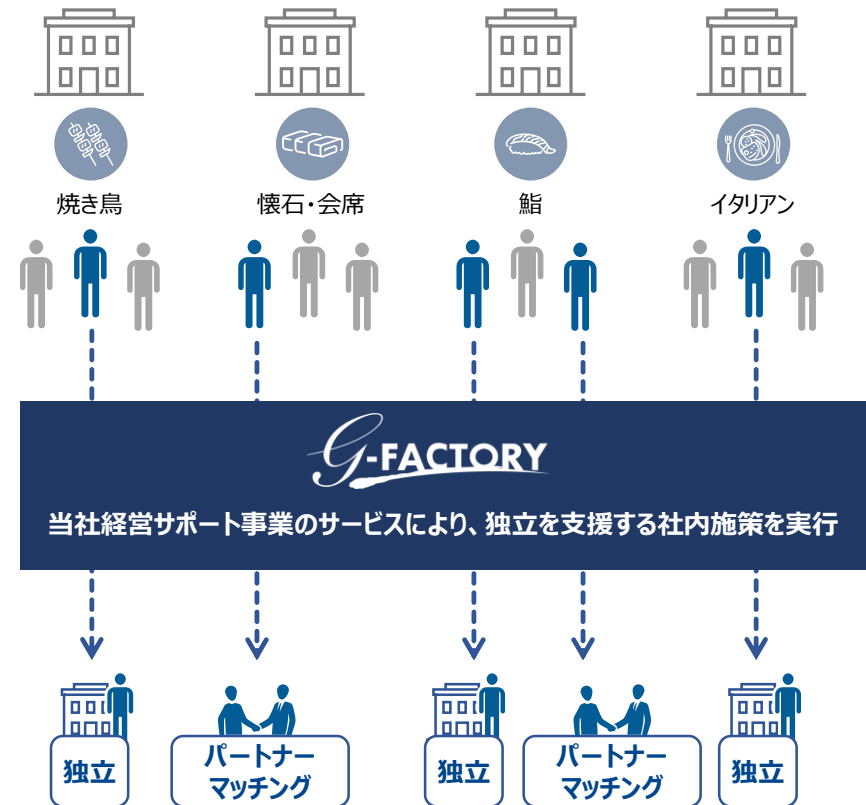 焼き鳥
懐石・会席
鮨
イタリアン
G-FACTORY
当社経営サポート事業のサービスにより、独立を支援する社内施策を実行
独立
パートナー
マッチング
独立
パートナー
マッチング
独立